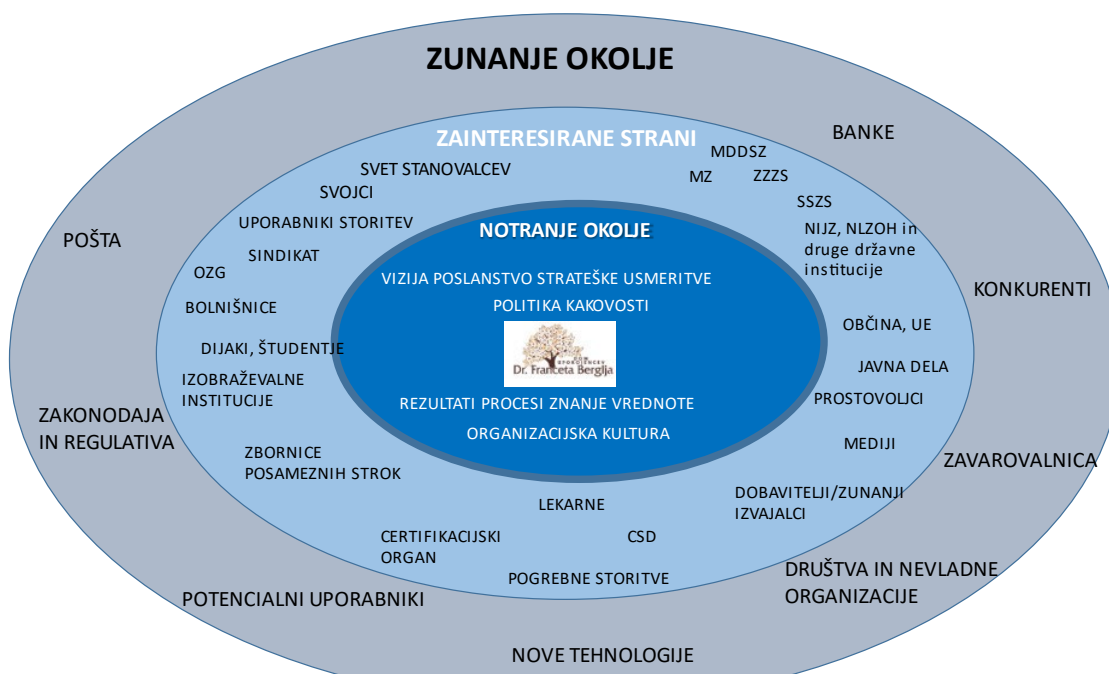 ZUNANJE OKOLJE
BANKE
ZAINTERESIRANE STRANI
MDDSZ
SVET STANOVALCEV
MZ
ZZZS
SVOJCI
SSZS
UPORABNIKI STORITEV
NOTRANJE OKOLJE
NIJZ, NLZOH in
druge državne
institucije
POŠTA
SINDIKAT
OZG
VIZIJA POSLANSTVO STRATEŠKE USMERITVE
KONKURENTI
BOLNIŠNICE
POLITIKA KAKOVOSTI
OBČINA, UE
DOM
UPOKOJENCEV
Dr. Franceta Berglja
DIJAKI, ŠTUDENTJE
JAVNA DELA
IZOBRAŽEVALNE
INSTITUCIJE
REZULTATI PROCESI ZNANJE VREDNOTE
PROSTOVOLJCI
ZAKONODAJA
IN REGULATIVA
ORGANIZACIJSKA KULTURA
MEDIJI
ZBORNICE
POSAMEZNIH STROK
ZAVAROVALNICA
LEKARNE
DOBAVITELJI/ZUNANJI
IZVAJALCI
CERTIFIKACIJSKI
ORGAN
CSD
POGREBNE STORITVE
DRUŠTVA IN NEVLADNE
ORGANIZACIJE
POTENCIALNI UPORABNIKI
NOVE TEHNOLOGIJE